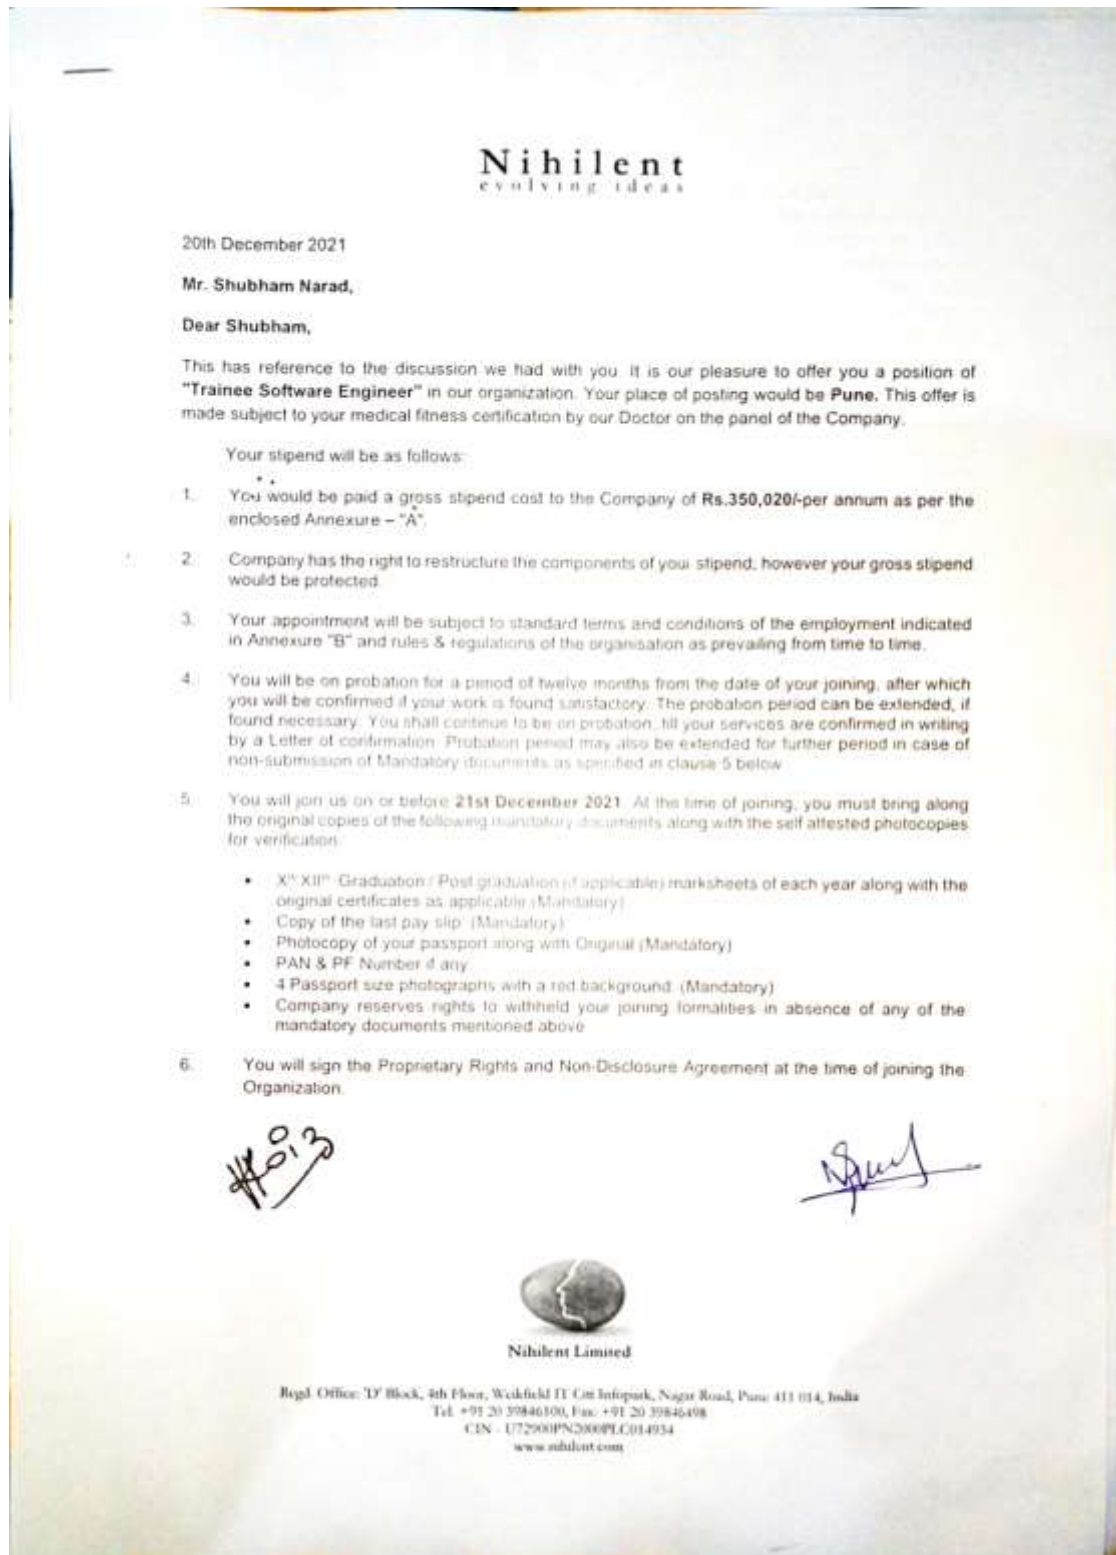 Nihilent
evolving ideas
20th December 2021
Mr. Shubham Narad,
Dear Shubham,
This has reference to the discussion we had with you. It is our pleasure to offer you a position of
"Trainee Software Engineer" in our organization. Your place of posting would be Pune. This offer is
made subject to your medical fitness certification by our Doctor on the panel of the Company.
Your stipend will be as follows:
1. You would be paid a gross stipend cost to the Company of Rs.350,020/-per annum as per the
enclosed Annexure – "A".
2. Company has the right to restructure the components of your stipend, however your gross stipend
would be protected.
3. Your appointment will be subject to standard terms and conditions of the employment indicated
in Annexure "B" and rules & regulations of the organisation as prevailing from time to time.
4. You will be on probation for a period of twelve months from the date of your joining, after which
you will be confirmed if your work is found satisfactory. The probation period can be extended, if
found necessary. You shall continue to be on probation, till your services are confirmed in writing
by a Letter of confirmation. Probation period may also be extended for further period in case of
non-submission of Mandatory documents as specified in clause 5 below
5. You will join us on or before 21st December 2021. At the time of joining, you must bring along
the original copies of the following mandatory documents along with the self attested photocopies
for verification:
• Xth XIIth Graduation / Post graduation (if applicable) marksheets of each year along with the
original certificates as applicable (Mandatory)
• Copy of the last pay slip (Mandatory)
• Photocopy of your passport along with Original (Mandatory)
• PAN & PF Number if any
• 4 Passport size photographs with a red background (Mandatory)
• Company reserves rights to withheld your joining formalities in absence of any of the
mandatory documents mentioned above
6. You will sign the Proprietary Rights and Non-Disclosure Agreement at the time of joining the
Organization.
Nihilent Limited
Regd. Office: 'D' Block, 4th Floor, Weikfield IT Citi Infopark, Nagar Road, Pune 411 014, India
Tel. +91 20 39846100, Fax. +91 20 39846498
CIN - U72900PN2000PLC014934
www.nihilent.com